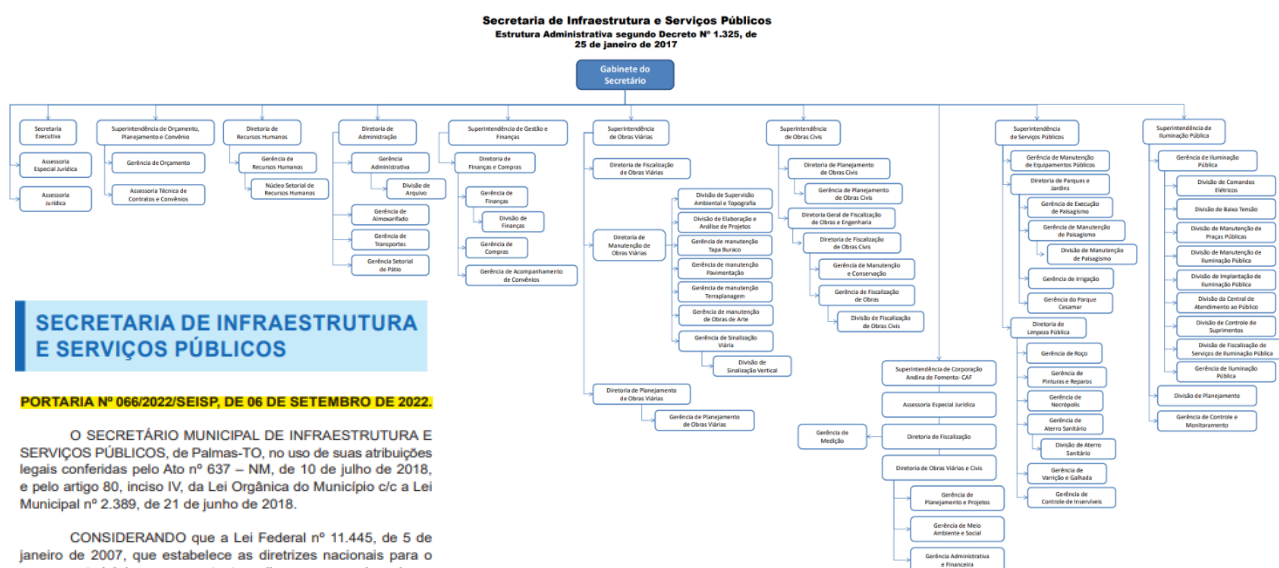 Secretaria de Infraestrutura e Serviços Públicos
Estrutura Administrativa segundo Decreto Nº 1.325, de
25 de janeiro de 2017
Gabinete do
Secretário
Secretaria
Executiva
Assessoria
Especial Jurídica
Assessoria
Jurídica
Superintendência de Orçamento,
Planejamento e Convênio
Gerência de Orçamento
Assessoria Técnica de
Contratos e Convênios
Diretoria de
Recursos Humanos
Gerência de
Recursos Humanos
Núcleo Setorial de
Recursos Humanos
Diretoria de
Administração
Gerência
Administrativa
Divisão de
Arquivo
Gerência de
Almoxarifado
Gerência de
Transportes
Gerência Setorial
de Pátio
Superintendência de Gestão e
Finanças
Diretoria de
Finanças e Compras
Gerência de
Finanças
Divisão de
Finanças
Gerência de
Compras
Gerência de Acompanhamento
de Convênios
Superintendência
de Obras Viárias
Diretoria de Fiscalização
de Obras Viárias
Diretoria de
Manutenção de
Obras Viárias
Divisão de Supervisão
Ambiental e Topografia
Divisão de Elaboração e
Análise de Projetos
Gerência de manutenção
Tapa Buraco
Gerência de manutenção
Pavimentação
Gerência de manutenção
Terraplanagem
Gerência de manutenção
de Obras de Arte
Gerência de Sinalização
Viária
Divisão de
Sinalização Vertical
Diretoria de Planejamento
de Obras Viárias
Gerência de Planejamento
de Obras Viárias
Superintendência
de Obras Civis
Diretoria de Planejamento
de Obras Civis
Gerência de Planejamento
de Obras Civis
Diretoria Geral de Fiscalização
de Obras e Engenharia
Diretoria de Fiscalização
de Obras Civis
Gerência de Manutenção
e Conservação
Gerência de Fiscalização
de Obras
Divisão de Fiscalização
de Obras Civis
Superintendência de Corporação
Andina de Fomento- CAF
Assessoria Especial Jurídica
Gerência de
Medição
Diretoria de Fiscalização
Diretoria de Obras Viárias e Civis
Gerência de
Planejamento e Projetos
Gerência de Meio
Ambiente e Social
Gerência Administrativa
e Financeira
Superintendência
de Serviços Públicos
Gerência de Manutenção
de Equipamentos Públicos
Diretoria de Parques e
Jardins
Gerência de Execução
de Paisagismo
Gerência de Manutenção
de Paisagismo
Divisão de Manutenção
de Paisagismo
Gerência de Irrigação
Gerência do Parque
Cesamar
Diretoria de
Limpeza Pública
Gerência de Roço
Gerência de
Pinturas e Reparos
Gerência de
Necrópolis
Gerência de
Aterro Sanitário
Divisão de Aterro
Sanitário
Gerência de
Varrição e Galhada
Gerência de
Controle de Inservíveis
Superintendência de
Iluminação Pública
Gerência de Iluminação
Pública
Divisão de Comandos
Elétricos
Divisão de Baixa Tensão
Divisão de Manutenção de
Praças Públicas
Divisão de Manutenção de
Iluminação Pública
Divisão de Implantação de
Iluminação Pública
Divisão da Central de
Atendimento ao Público
Divisão de Controle de
Suprimentos
Divisão de Fiscalização de
Serviços de Iluminação Pública
Gerência de Iluminação
Pública
Divisão de Planejamento
Gerência de Controle e
Monitoramento
SECRETARIA DE INFRAESTRUTURA
E SERVIÇOS PÚBLICOS
PORTARIA Nº 066/2022/SEISP, DE 06 DE SETEMBRO DE 2022.
O SECRETÁRIO MUNICIPAL DE INFRAESTRUTURA E
SERVIÇOS PÚBLICOS, de Palmas-TO, no uso de suas atribuições
legais conferidas pelo Ato nº 637 – NM, de 10 de julho de 2018,
e pelo artigo 80, inciso IV, da Lei Orgânica do Município c/c a Lei
Municipal nº 2.389, de 21 de junho de 2018.
CONSIDERANDO que a Lei Federal nº 11.445, de 5 de
janeiro de 2007, que estabelece as diretrizes nacionais para o